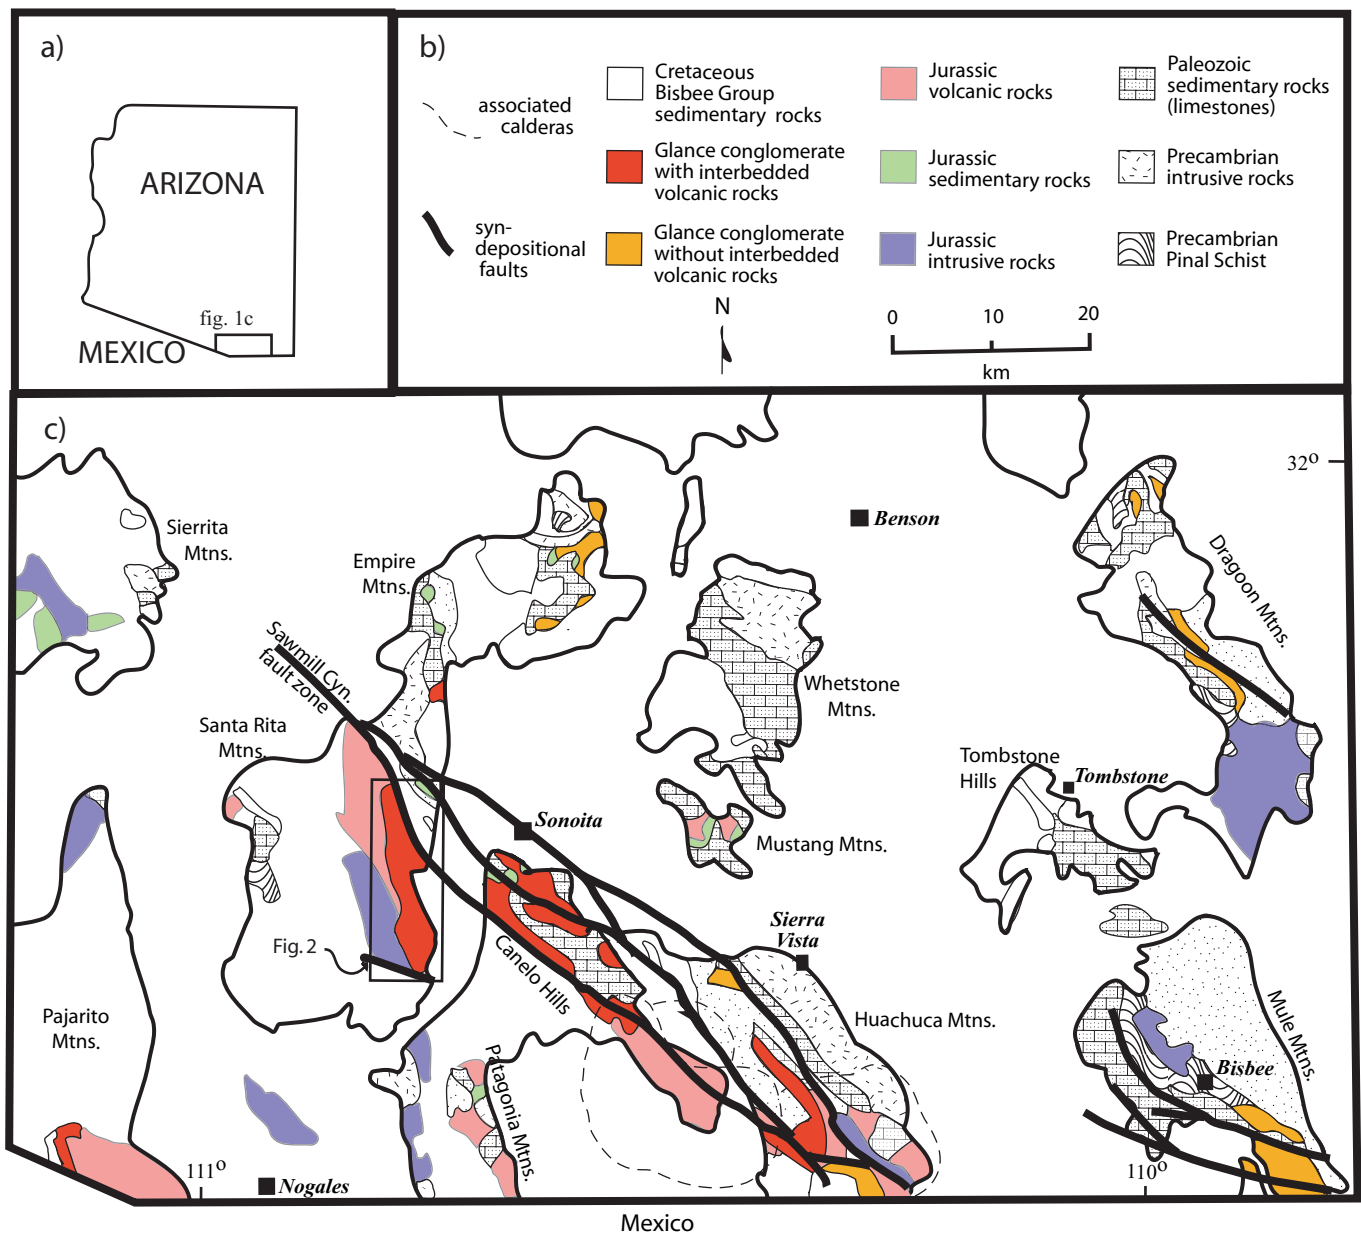 a)
ARIZONA
fig. 1c
MEXICO
b)
associated
calderas
syn-
depositional
faults
Cretaceous
Bisbee Group
sedimentary rocks
Glance conglomerate
with interbedded
volcanic rocks
Glance conglomerate
without interbedded
volcanic rocks
Jurassic
volcanic rocks
Jurassic
sedimentary rocks
Jurassic
intrusive rocks
Paleozoic
sedimentary rocks
(limestones)
Precambrian
intrusive rocks
Precambrian
Pinal Schist
N
0 10 20
km
c)
32º
Sierrita
Mtns.
Empire
Mtns.
Benson
Dragoon Mtns.
Sawmill Cyn.
fault zone
Santa Rita
Mtns.
Whetstone
Mtns.
Tombstone
Hills
Tombstone
Sonoita
Mustang Mtns.
Sierra
Vista
Fig. 2
Canelo Hills
Pajarito
Mtns.
Huachuca Mtns.
Mule Mtns.
Bisbee
Patagonia Mtns.
111º
Nogales
110º
Mexico